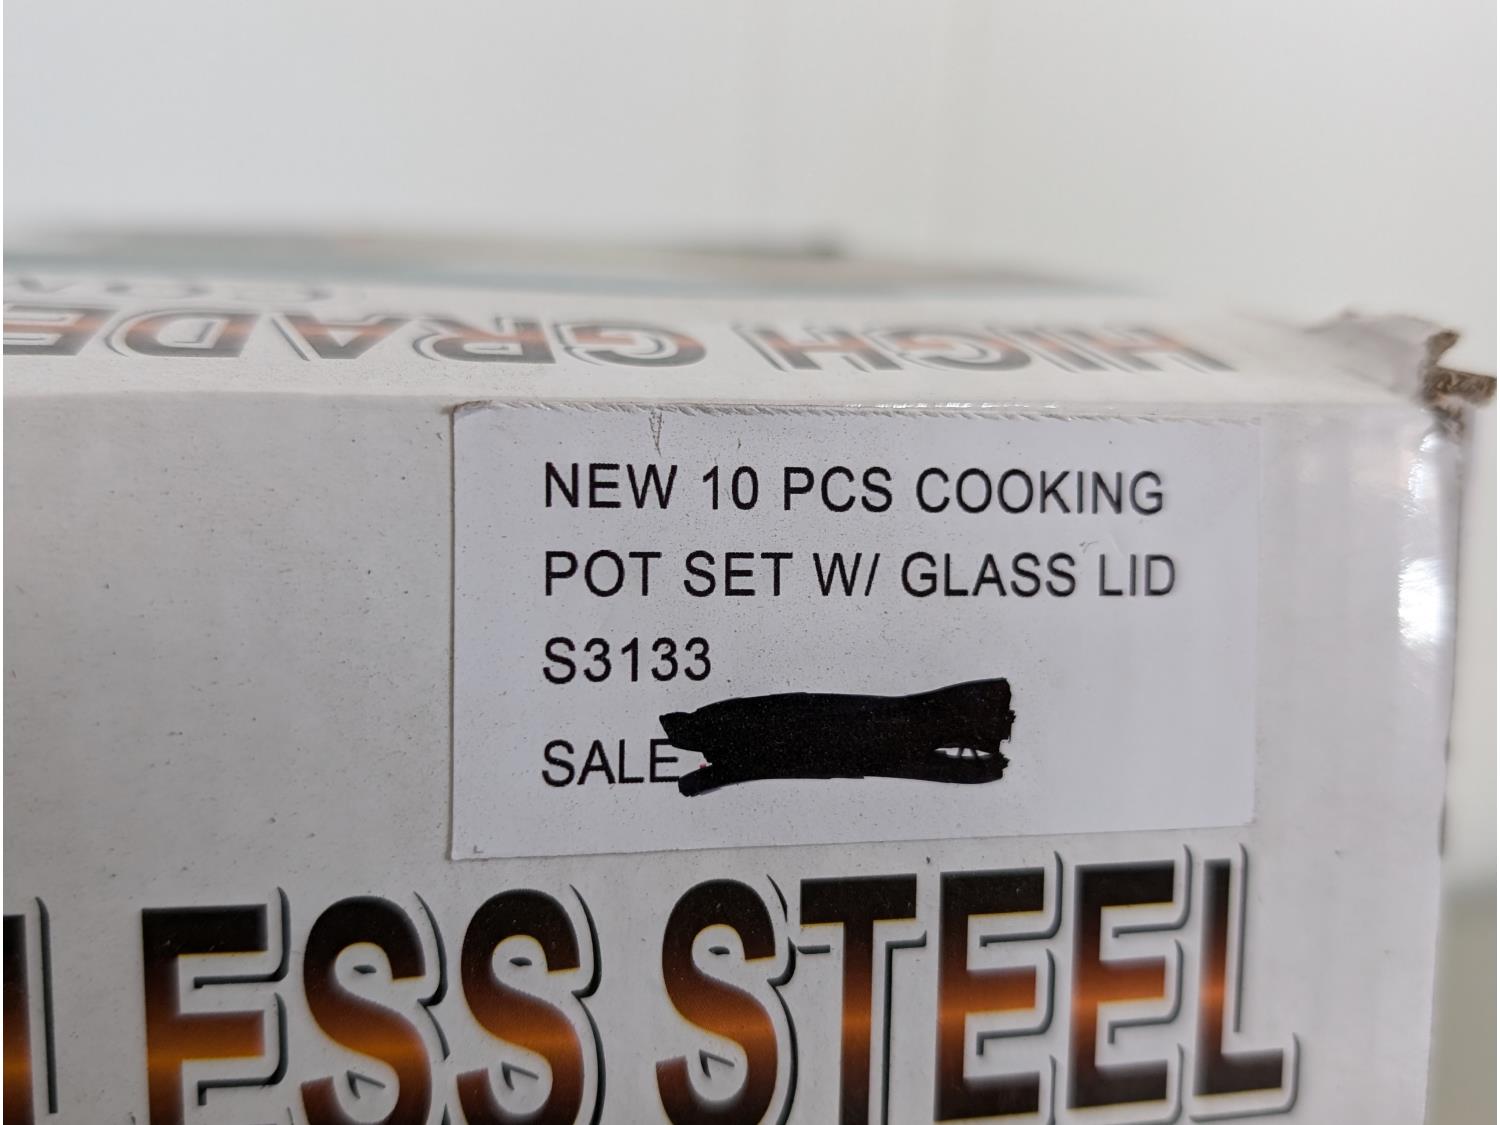 HIGH GRADE
NEW 10 PCS COOKING
POT SET W/ GLASS LID
S3133
SALE
LESS STEEL